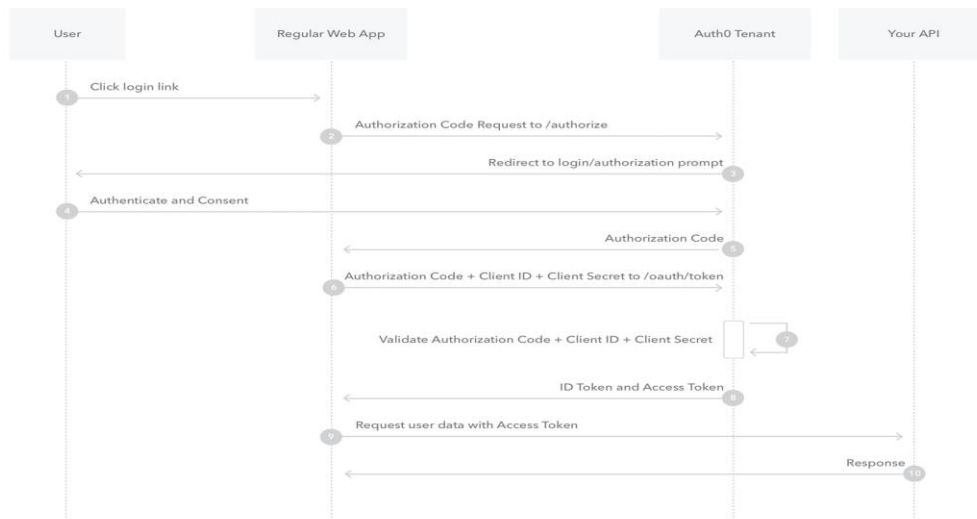 User
Regular Web App
Auth0 Tenant
Your API
Click login link
1
Authorization Code Request to /authorize
2
Redirect to login/authorization prompt
3
Authenticate and Consent
4
Authorization Code
5
Authorization Code + Client ID + Client Secret to /oauth/token
6
Validate Authorization Code + Client ID + Client Secret
7
ID Token and Access Token
8
Request user data with Access Token
9
Response
10